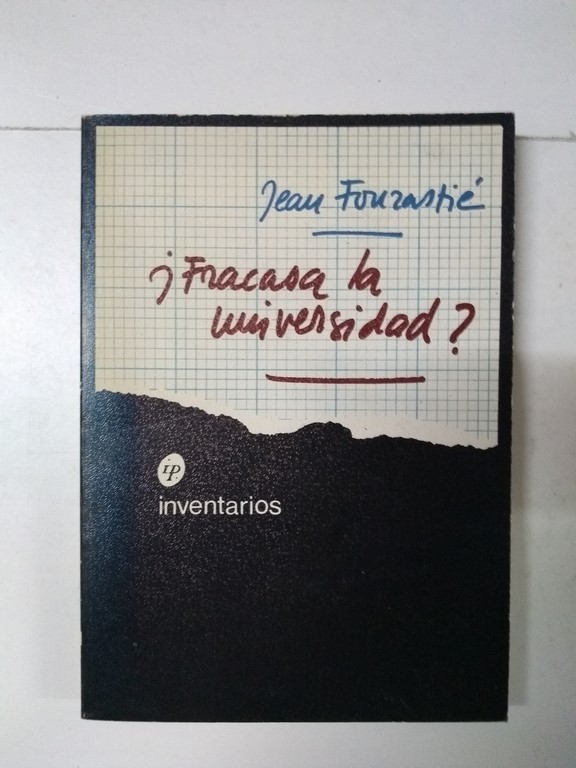 Jean Fourastié
¿Fracasa la
universidad?
iP.
inventarios